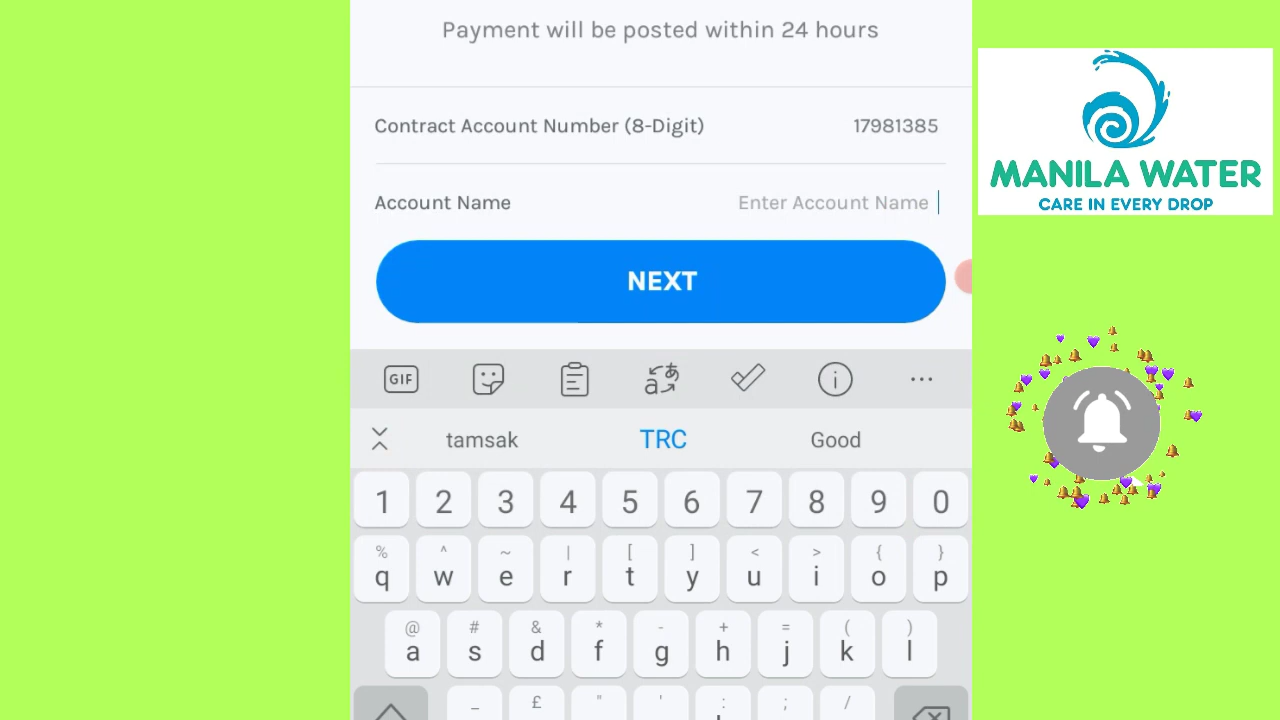 Payment will be posted within 24 hours
Contract Account Number (8-Digit) 17981385
Account Name Enter Account Name
NEXT
GIF
tamsak TRC Good
1 2 3 4 5 6 7 8 9 0
% ^ ~ | [ ] < > { }
q w e r t y u i o p
@ # & * - + = ( )
a s d f g h j k l
_ £ " ' : ; /
MANILA WATER
CARE IN EVERY DROP